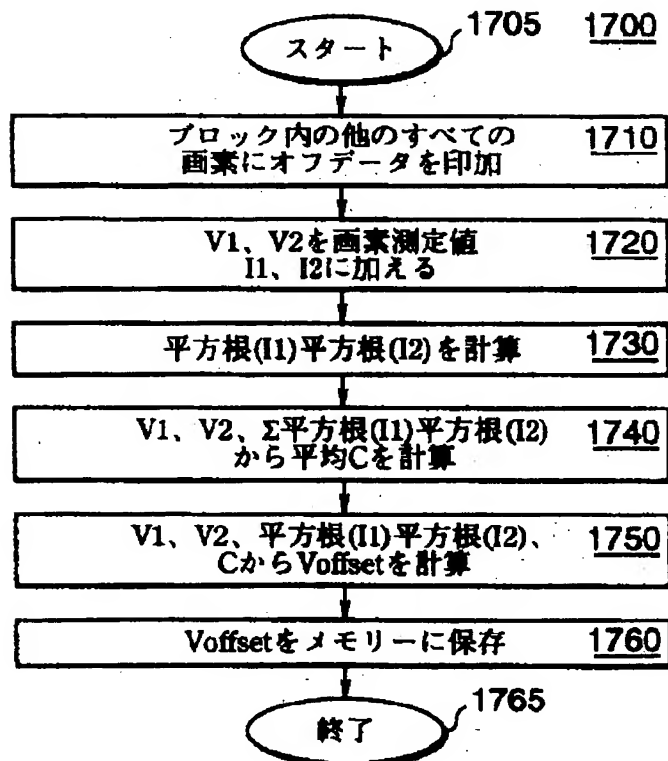 スタート
1705
1700
ブロック内の他のすべての
画素にオフデータを印加
1710
V1、V2を画素測定値
I1、I2に加える
1720
平方根(I1)平方根(I2)を計算
1730
V1、V2、Σ平方根(I1)平方根(I2)
から平均Cを計算
1740
V1、V2、平方根(I1)平方根(I2)、
CからVoffsetを計算
1750
Voffsetをメモリーに保存
1760
終了
1765